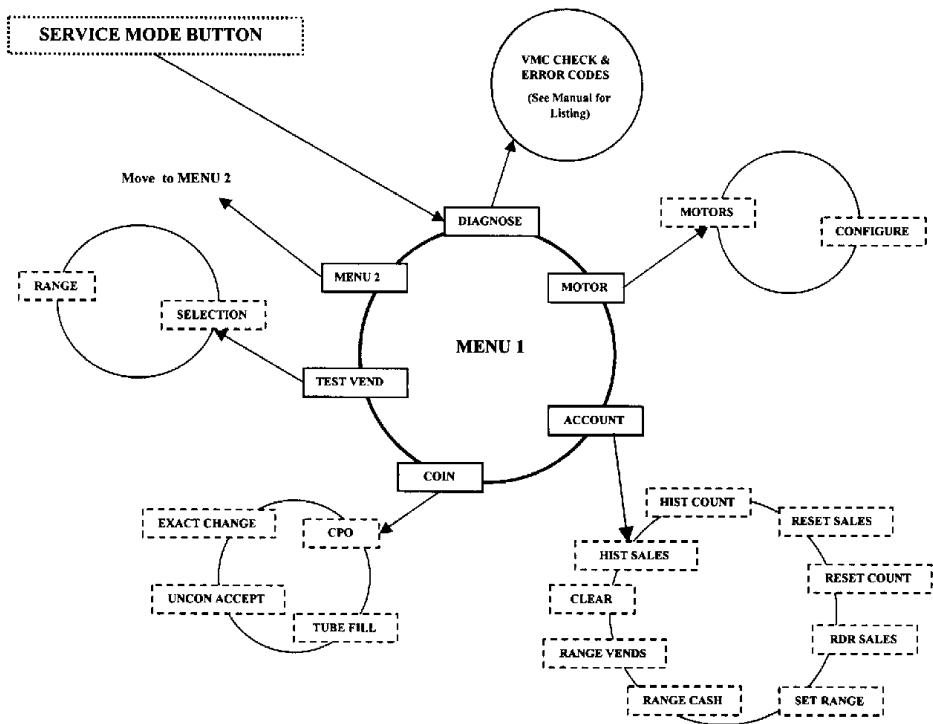 SERVICE MODE BUTTON
VMC CHECK &
ERROR CODES
(See Manual for
Listing)
Move to MENU 2
DIAGNOSE
MOTORS
CONFIGURE
MENU 2
MOTOR
RANGE
SELECTION
MENU 1
TEST VEND
ACCOUNT
COIN
EXACT CHANGE
CPO
UNCON ACCEPT
TUBE FILL
HIST COUNT
RESET SALES
HIST SALES
RESET COUNT
CLEAR
RDR SALES
RANGE VENDS
RANGE CASH
SET RANGE